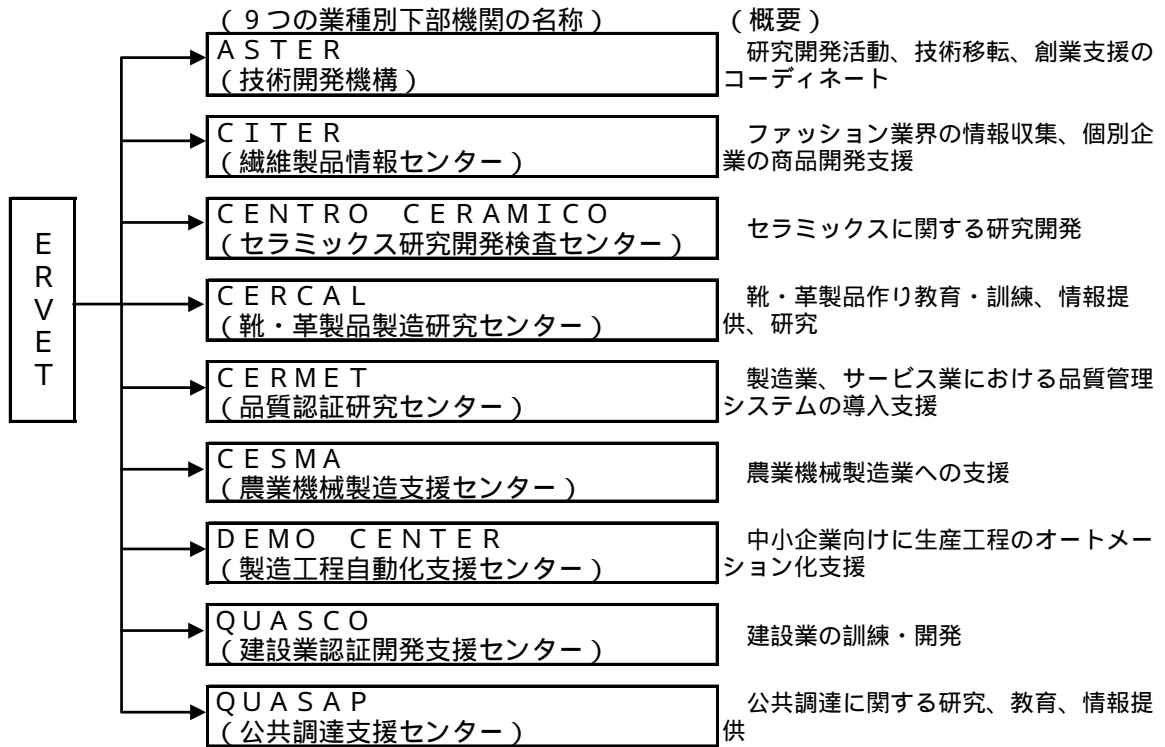 (９つの業種別下部機関の名称)
(概要)
ＡＳＴＥＲ
(技術開発機構)
研究開発活動、技術移転、創業支援の
コーディネート
ＣＩＴＥＲ
(繊維製品情報センター)
ファッション業界の情報収集、個別企
業の商品開発支援
ＣＥＮＴＲＯ　ＣＥＲＡＭＩＣＯ
(セラミックス研究開発検査センター)
セラミックスに関する研究開発
ＥＲＶＥＴ
ＣＥＲＣＡＬ
(靴・革製品製造研究センター)
靴・革製品作り教育・訓練、情報提
供、研究
ＣＥＲＭＥＴ
(品質認証研究センター)
製造業、サービス業における品質管理
システムの導入支援
ＣＥＳＭＡ
(農業機械製造支援センター)
農業機械製造業への支援
ＤＥＭＯ　ＣＥＮＴＥＲ
(製造工程自動化支援センター)
中小企業向けに生産工程のオートメー
ション化支援
ＱＵＡＳＣＯ
(建設業認証開発支援センター)
建設業の訓練・開発
ＱＵＡＳＡＰ
(公共調達支援センター)
公共調達に関する研究、教育、情報提
供